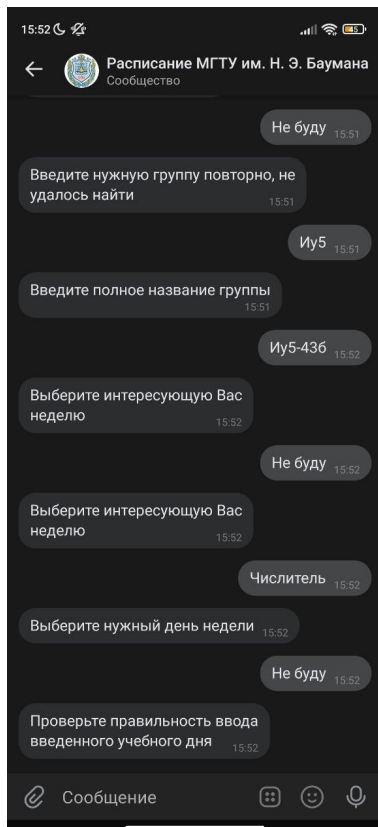 15:52
45
Расписание МГТУ им. Н. Э. Баумана
Сообщество
Не буду 15:51
Введите нужную группу повторно, не
удалось найти
15:51
Иу5 15:51
Введите полное название группы
15:51
Иу5-43б 15:52
Выберите интересующую Вас
неделю
15:52
Не буду 15:52
Выберите интересующую Вас
неделю
15:52
Числитель 15:52
Выберите нужный день недели 15:52
Не буду 15:52
Проверьте правильность ввода
введенного учебного дня 15:52
Сообщение